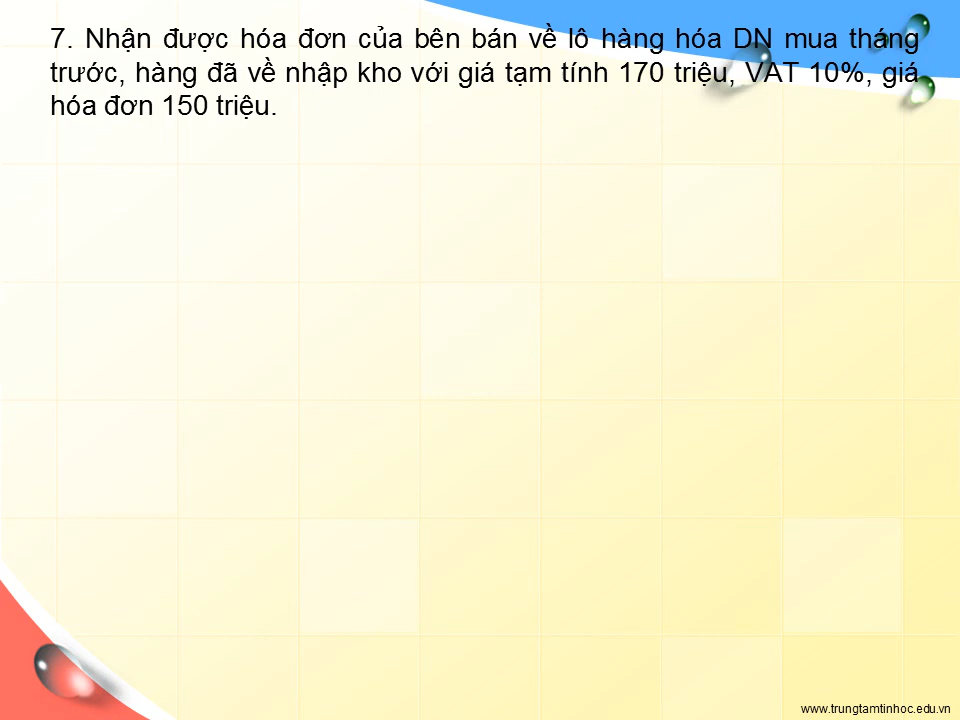 7. Nhận được hóa đơn của bên bán về lô hàng hóa DN mua tháng
trước, hàng đã về nhập kho với giá tạm tính 170 triệu, VAT 10%, giá
hóa đơn 150 triệu.
www.trungtamtinhoc.edu.vn